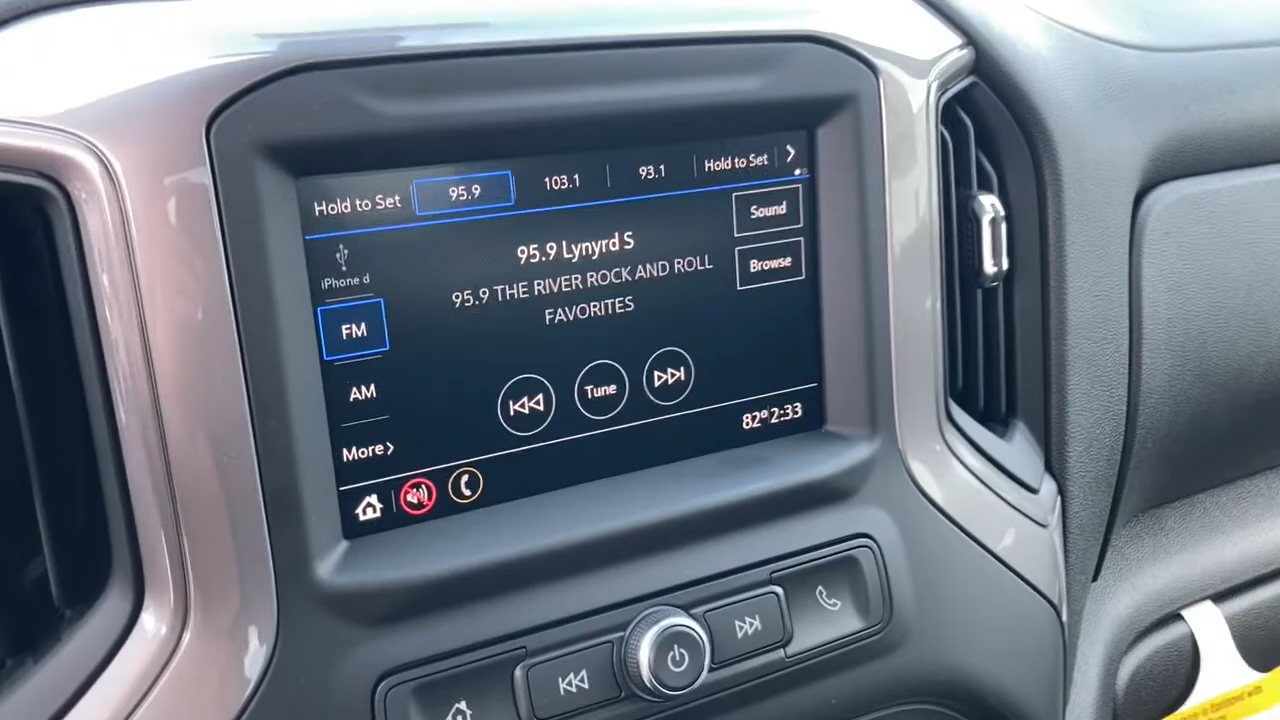 Hold to Set 95.9 103.1 93.1 Hold to Set
iPhone d
FM
AM
More
95.9 Lynyrd S
95.9 THE RIVER ROCK AND ROLL
FAVORITES
Sound
Browse
Tune
82° 2:33